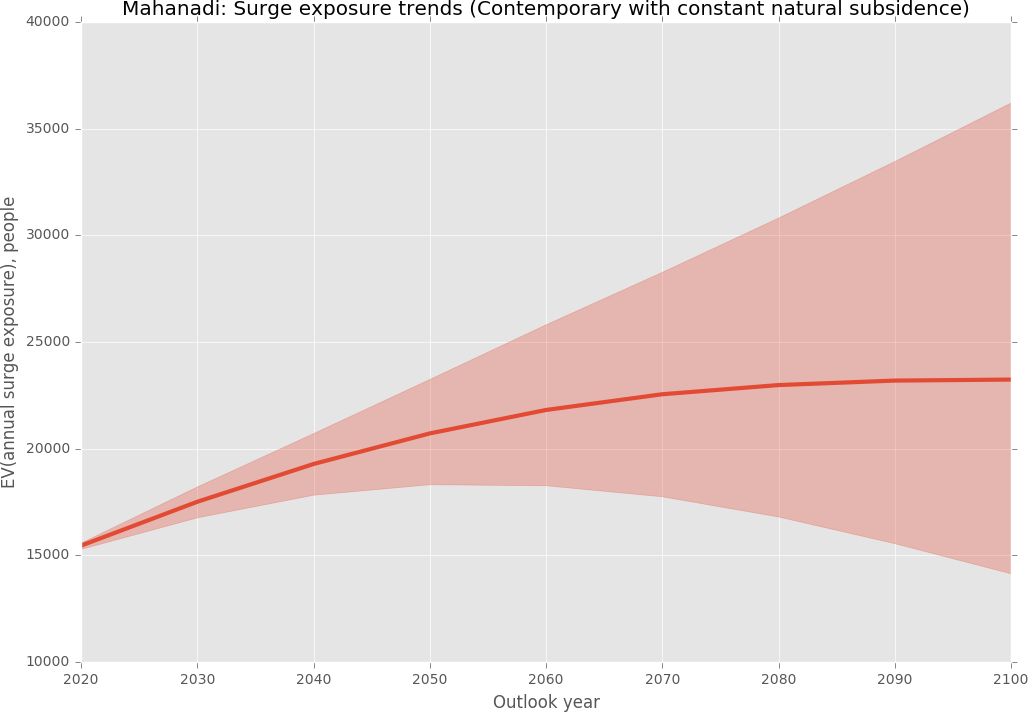 Mahanadi: Surge exposure trends (Contemporary with constant natural subsidence)
EV(annual surge exposure), people
40000
35000
30000
25000
20000
15000
10000
2020 2030 2040 2050 2060 2070 2080 2090 2100
Outlook year